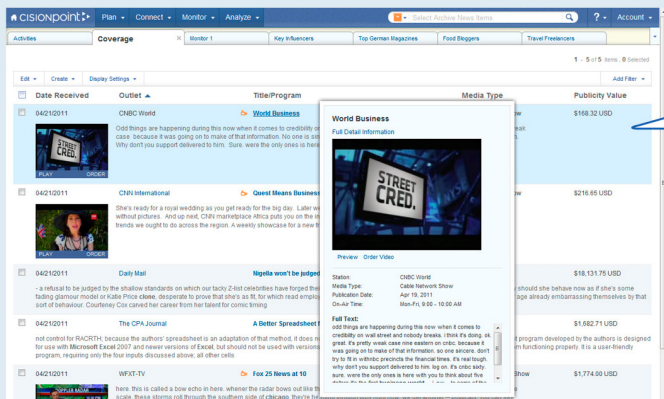 CISIONPOINT Plan Connect Monitor Analyze Select Archive News Items ? Account
Activities Coverage × Monitor 1 Key Influencers Top German Magazines Food Bloggers Travel Freelancers
1 - 5 of 5 items, 0 Selected
Edit Create Display Settings Add Filter
Date Received Outlet Title/Program Media Type Publicity Value
04/21/2011 CNBC World World Business ow $168.32 USD
Odd things are happening during this now when it comes to credibility or
case because it was going on to make of that information. No one is sin
Why don't you support delivered to him. Sure. were the only ones is here
STREET CRED.
PLAY ORDER
04/21/2011 CNN International Quest Means Business ow $216.65 USD
She's ready for a royal wedding as you get ready for the big day. Later we
without pictures. And up next, CNN marketplace Africa puts you on the in
trends we ought to do across the region. A weekly showcase for a new fr
PLAY ORDER
04/21/2011 Daily Mail Nigella won't be judged $18,131.75 USD
- a refusal to be judged by the shallow standards on which our tacky Z-list celebrities have forged thei
fading glamour model or Katie Price clone, desperate to prove that she's as fit, for which read employ
sort of behaviour. Courteney Cox carved her career from her talent for comic timing
should she behave now as if she's some
age already embarrassing themselves by that
04/21/2011 The CPA Journal A Better Spreadsheet $1,682.71 USD
not control for RACRTH, because the authors' spreadsheet is an adaptation of that method, it does n
for use with Microsoft Excel 2007 and newer versions of Excel, but should not be used with versions
program, requiring only the four inputs discussed above; all other cells
f program developed by the authors is designed
m functioning properly. It is a user-friendly
04/21/2011 WFXT-TV Fox 25 News at 10 Show $1,774.00 USD
DOPPLER RADAR
here. this is called a bow echo in here. whener the radar bows out like th
scale, these storms roll through the southern side of chicago. they're be
World Business
Full Detail Information
STREET
CRED.
Preview Order Video
Station: CNBC World
Media Type: Cable Network Show
Publication Date: Apr 19, 2011
On-Air Time: Mon-Fri, 9:00 - 10:00 AM
Full Text:
odd things are happening during this now when it comes to
credibility on wall street and nobody breaks. I think it's doing. ok.
great. it's pretty weak case nine eastern on cnbc. because it
was going on to make of that information. so one sincere. don't
try to fit in withnbc precincts the financial times. it's real tough.
why don't you support delivered to him. log on. it's cnbc sixty.
sure. were the only ones is here with you to think about five